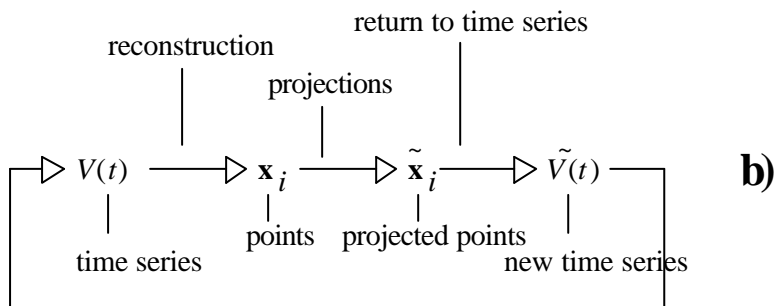 return to time series
reconstruction
projections
V(t) x_i x̃_i Ṽ(t) b)
points projected points
time series new time series